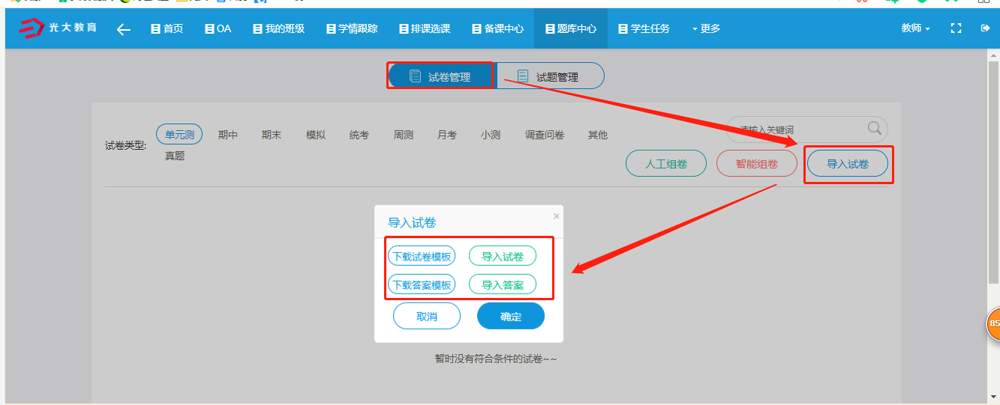 光大教育
首页 OA 我的班级 学情跟踪 排课选课 备课中心 题库中心 学生任务 更多 教师
试卷管理 试题管理
试卷类型: 单元测 期中 期末 模拟 统考 周测 月考 小测 调查问卷 其他
请输入关键词
真题
人工组卷 智能组卷 导入试卷
导入试卷 ×
下载试卷模板 导入试卷
下载答案模板 导入答案
取消 确定
85
暂时没有符合条件的试卷~~